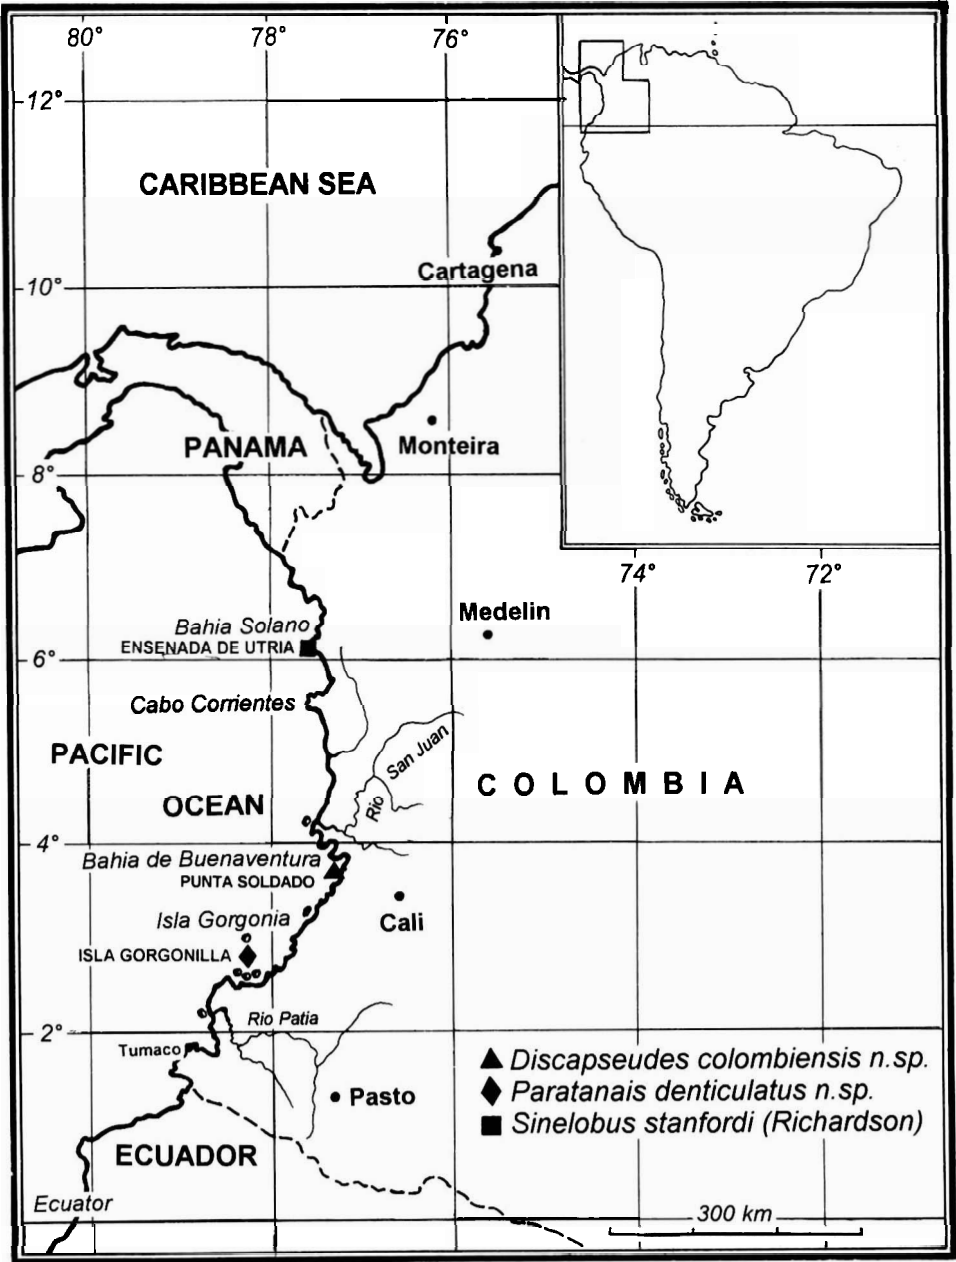 80° 78° 76°
12°
CARIBBEAN SEA
Cartagena
10°
Monteira
PANAMA
8°
74° 72°
Medelin
Bahia Solano
ENSENADA DE UTRIA
6°
Cabo Corrientes
San Juan
Rio
PACIFIC
COLOMBIA
OCEAN
4°
Bahia de Buenaventura
PUNTA SOLDADO
Isla Gorgonia
Cali
ISLA GORGONILLA
Rio Patia
2°
Tumaco
Discapseudes colombiensis n.sp.
Paratanais denticulatus n.sp.
Pasto
Sinelobus stanfordi (Richardson)
ECUADOR
Ecuator
300 km